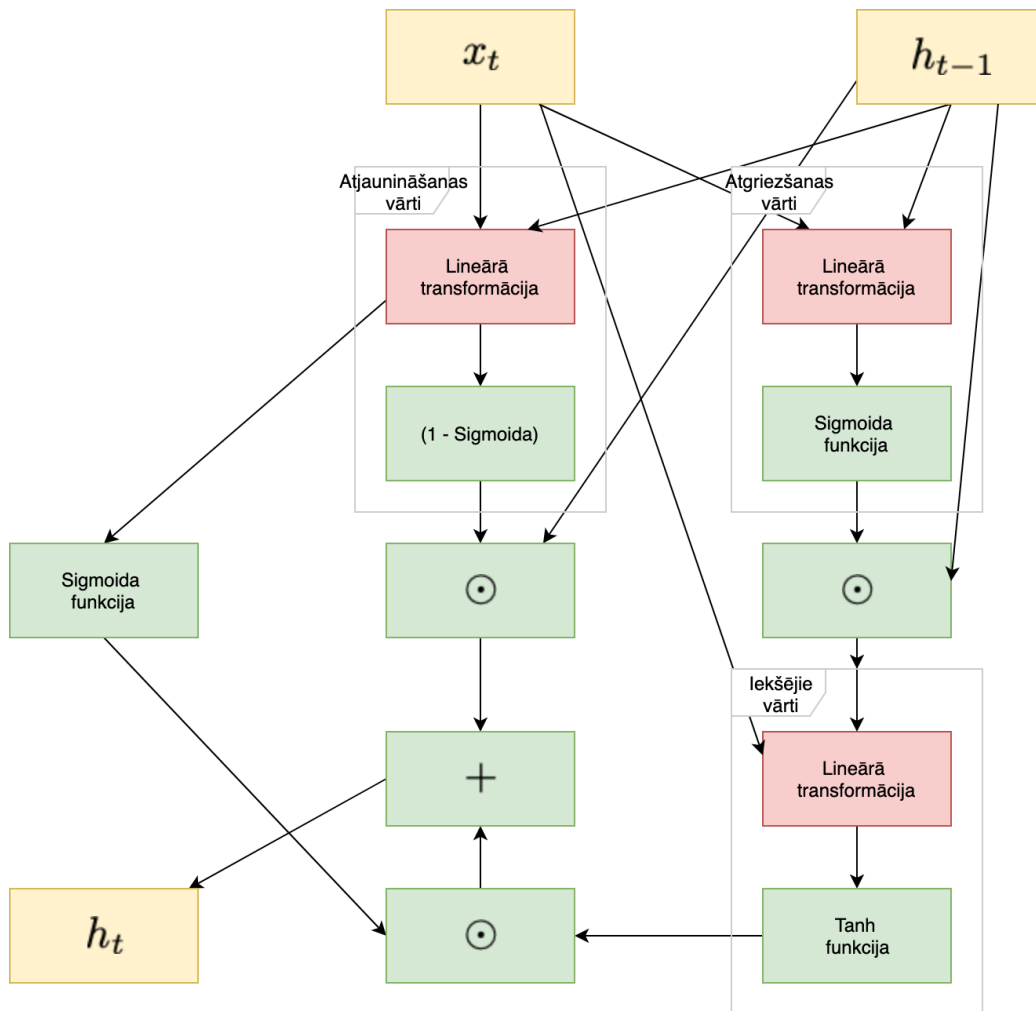 x_t
h_{t-1}
Atjaunināšanas
vārti
Atgriezšanas
vārti
Lineārā
transformācija
Lineārā
transformācija
(1 - Sigmoida)
Sigmoida
funkcija
Sigmoida
funkcija
⊙
⊙
Iekšējie
vārti
+
Lineārā
transformācija
h_t
⊙
Tanh
funkcija